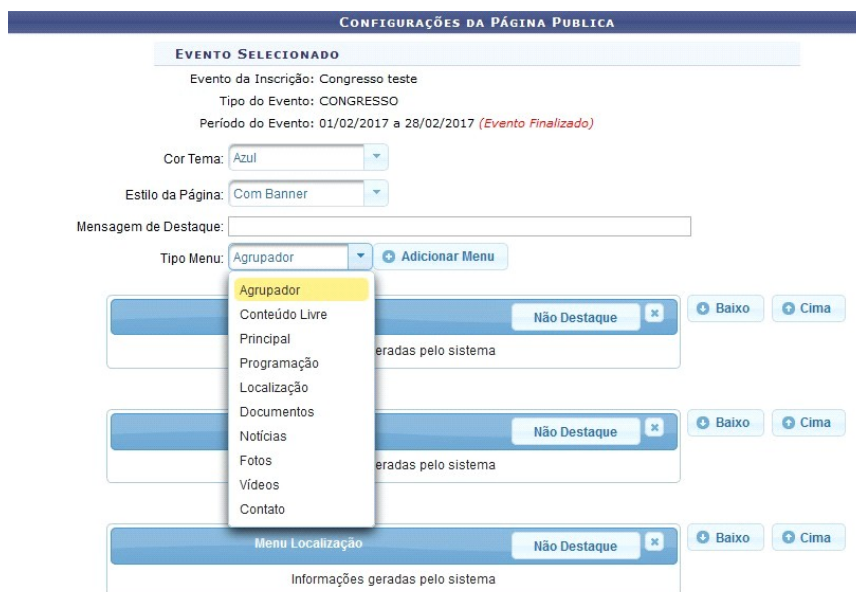 CONFIGURAÇÕES DA PÁGINA PUBLICA
EVENTO SELECIONADO
Evento da Inscrição: Congresso teste
Tipo do Evento: CONGRESSO
Período do Evento: 01/02/2017 a 28/02/2017 (Evento Finalizado)
Cor Tema: Azul
Estilo da Página: Com Banner
Mensagem de Destaque:
Tipo Menu: Agrupador Adicionar Menu
Agrupador
Conteúdo Livre
Principal
Programação
Localização
Documentos
Notícias
Fotos
Vídeos
Contato
Não Destaque Baixo Cima
eradas pelo sistema
Não Destaque Baixo Cima
eradas pelo sistema
Menu Localização Não Destaque Baixo Cima
Informações geradas pelo sistema